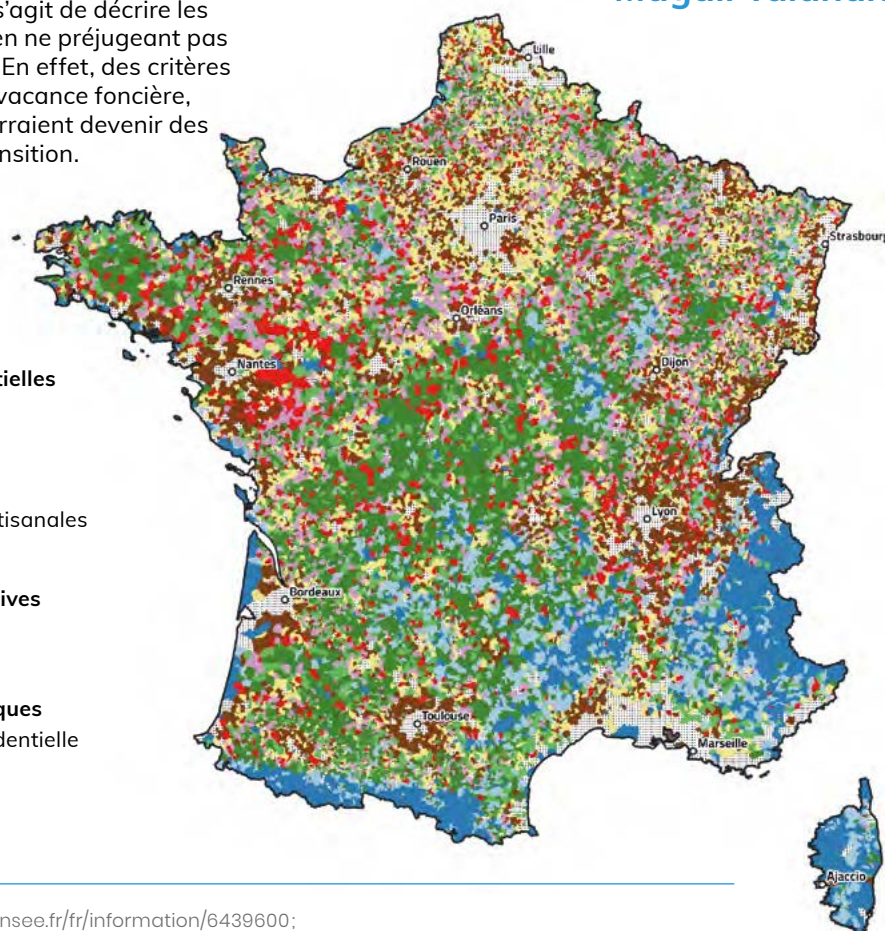 s'agit de décrire les
en ne préjugeant pas
En effet, des critères
vacance foncière,
rraient devenir des
nsition.
tielles
tisanales
ives
ques
dentielle
Lille
Rouen
Paris
Strasbourg
Rennes
Orléans
Nantes
Dijon
Lyon
Bordeaux
Toulouse
Marseille
Ajaccio
nsee.fr/fr/information/6439600;